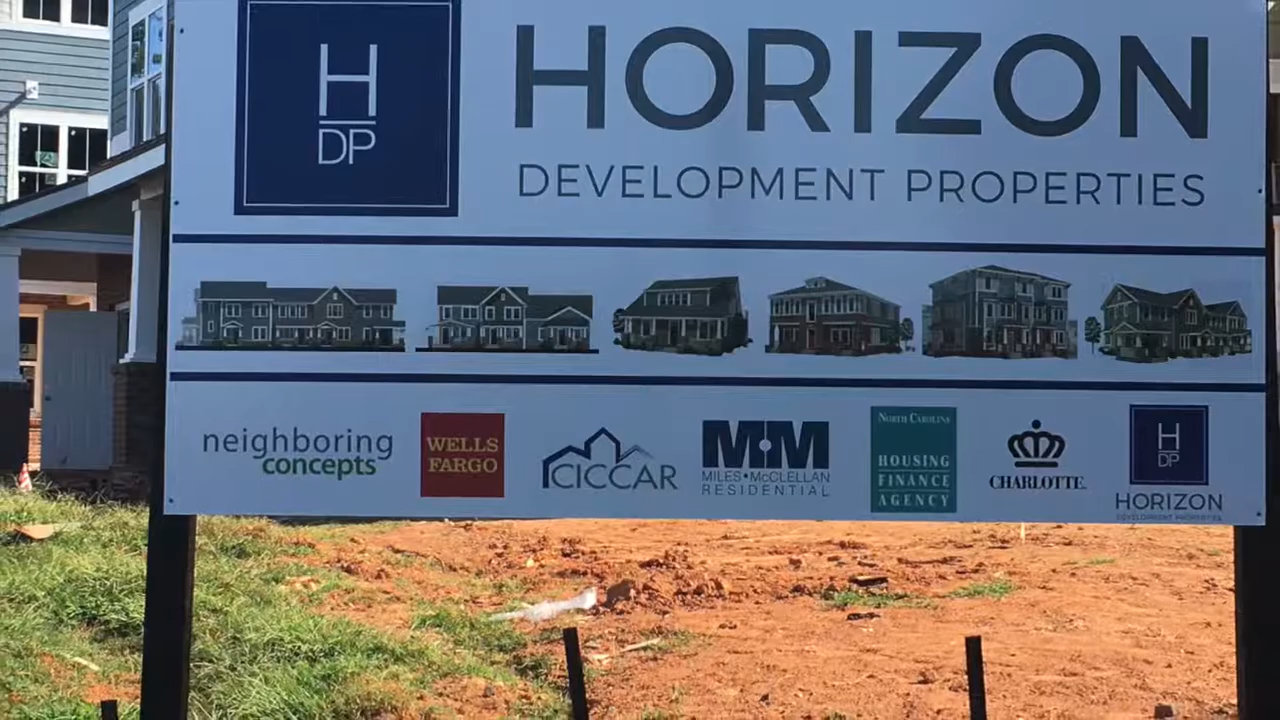 H
DP
HORIZON
DEVELOPMENT PROPERTIES
neighboring
concepts
WELLS
FARGO
CICCAR
MM
MILES•McCLELLAN
RESIDENTIAL
NORTH CAROLINA
HOUSING
FINANCE
AGENCY
CHARLOTTE
H
DP
HORIZON
DEVELOPMENT PROPERTIES